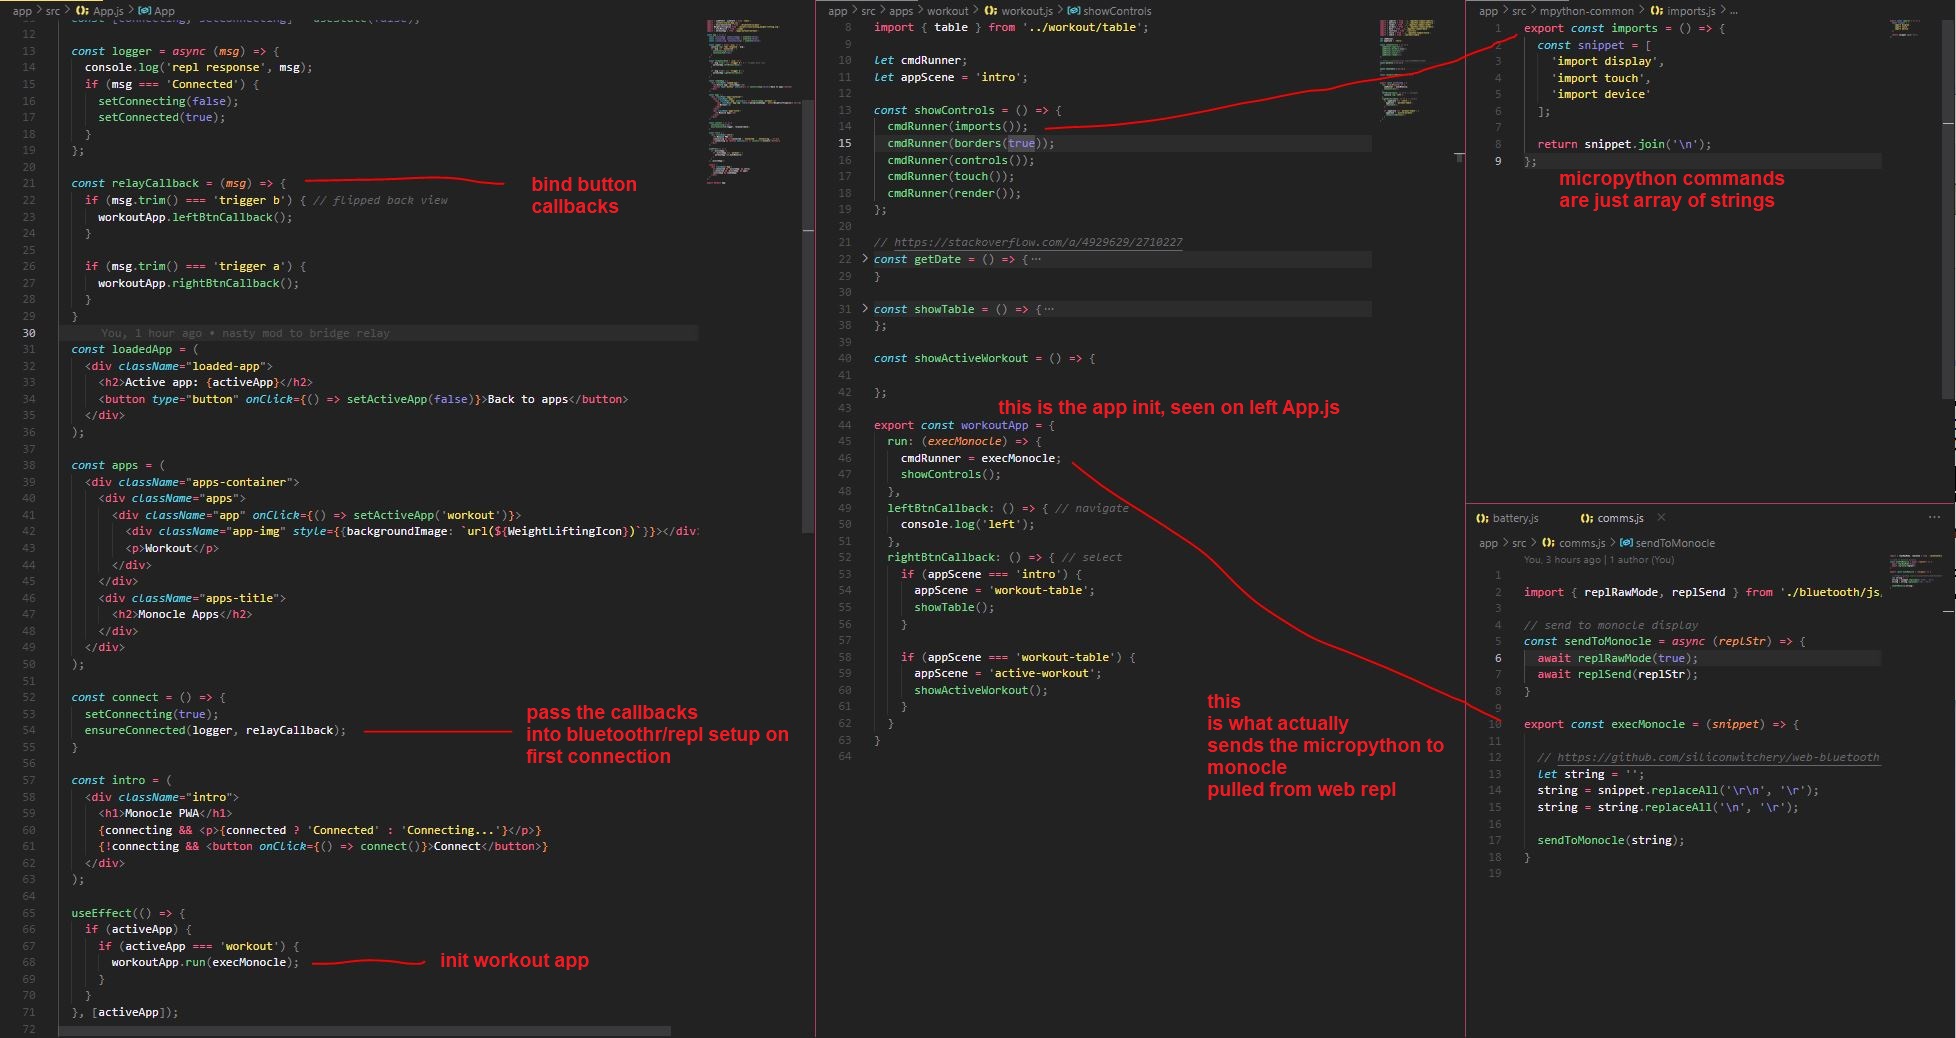 app > src > App.js > App
12
13 const logger = async (msg) => {
14 console.log('repl response', msg);
15 if (msg === 'Connected') {
16 setConnecting(false);
17 setConnected(true);
18 }
19 };
20
21 const relayCallback = (msg) => {
22 if (msg.trim() === 'trigger b') { // flipped back view
23 workoutApp.leftBtnCallback();
24 }
25
26 if (msg.trim() === 'trigger a') {
27 workoutApp.rightBtnCallback();
28 }
29 }
30 You, 1 hour ago • nasty mod to bridge relay
31 const loadedApp = (
32 <div className="loaded-app">
33 <h2>Active app: {activeApp}</h2>
34 <button type="button" onClick={() => setActiveApp(false)}>Back to apps</button>
35 </div>
36 );
37
38 const apps = (
39 <div className="apps-container">
40 <div className="apps">
41 <div className="app" onClick={() => setActiveApp('workout')}>
42 <div className="app-img" style={{backgroundImage: `url(${WeightLiftingIcon})`}}></div>
43 <p>Workout</p>
44 </div>
45 </div>
46 <div className="apps-title">
47 <h2>Monocle Apps</h2>
48 </div>
49 </div>
50 );
51
52 const connect = () => {
53 setConnecting(true);
54 ensureConnected(logger, relayCallback);
55 }
56
57 const intro = (
58 <div className="intro">
59 <h1>Monocle PWA</h1>
60 {connecting && <p>{connected ? 'Connected' : 'Connecting...'}</p>}
61 {!connecting && <button onClick={() => connect()}>Connect</button>}
62 </div>
63 );
64
65 useEffect(() => {
66 if (activeApp) {
67 if (activeApp === 'workout') {
68 workoutApp.run(execMonocle);
69 }
70 }
71 }, [activeApp]);
72
bind button
callbacks
pass the callbacks
into bluetoothr/repl setup on
first connection
init workout app
app > src > apps > workout > workout.js > showControls
8 import { table } from '../workout/table';
9
10 let cmdRunner;
11 let appScene = 'intro';
12
13 const showControls = () => {
14 cmdRunner(imports());
15 cmdRunner(borders(true));
16 cmdRunner(controls());
17 cmdRunner(touch());
18 cmdRunner(render());
19 };
20
21 // https://stackoverflow.com/a/4929629/2710227
22 > const getDate = () => {···
29 }
30
31 > const showTable = () => {···
38 };
39
40 const showActiveWorkout = () => {
41
42 };
43
44 export const workoutApp = {
45 run: (execMonocle) => {
46 cmdRunner = execMonocle;
47 showControls();
48 },
49 leftBtnCallback: () => { // navigate
50 console.log('left');
51 },
52 rightBtnCallback: () => { // select
53 if (appScene === 'intro') {
54 appScene = 'workout-table';
55 showTable();
56 }
57
58 if (appScene === 'workout-table') {
59 appScene = 'active-workout';
60 showActiveWorkout();
61 }
62 }
63 }
64
this is the app init, seen on left App.js
this
is what actually
sends the micropython to
monocle
pulled from web repl
app > src > mpython-common > imports.js > ...
1 export const imports = () => {
2 const snippet = [
3 'import display',
4 'import touch',
5 'import device'
6 ];
7
8 return snippet.join('\n');
9 };
micropython commands
are just array of strings
battery.js comms.js ×
app > src > comms.js > sendToMonocle
You, 3 hours ago | 1 author (You)
1
2 import { replRawMode, replSend } from './bluetooth/js/
3
4 // send to monocle display
5 const sendToMonocle = async (replStr) => {
6 await replRawMode(true);
7 await replSend(replStr);
8 }
9
10 export const execMonocle = (snippet) => {
11
12 // https://github.com/siliconwitchery/web-bluetooth
13 let string = '';
14 string = snippet.replaceAll('\r\n', '\r');
15 string = string.replaceAll('\n', '\r');
16
17 sendToMonocle(string);
18 }
19